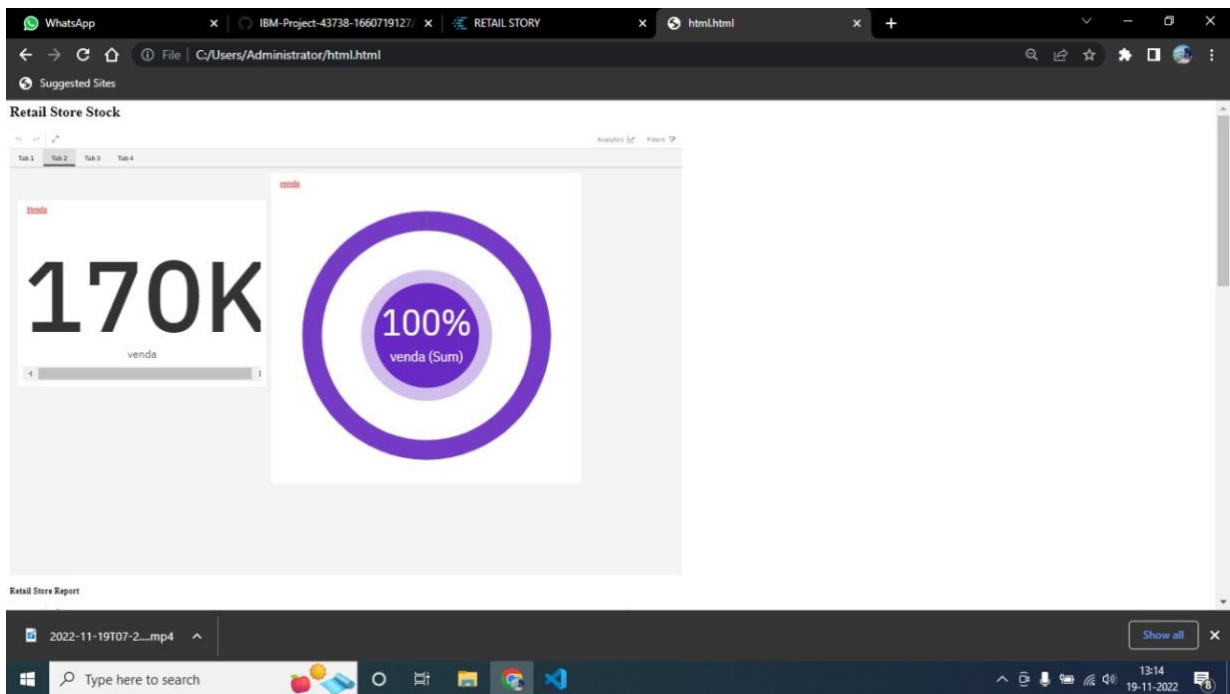 WhatsApp
IBM-Project-43738-1660719127/
RETAIL STORY
html.html
File
C:/Users/Administrator/html.html
Suggested Sites
Retail Store Stock
Analytics
Filters
Tab 1 Tab 2 Tab 3 Tab 4
venda
Venda
170K
venda
100%
venda (Sum)
Retail Store Report
2022-11-19T07-2....mp4
Show all
Type here to search
13:14
19-11-2022
8